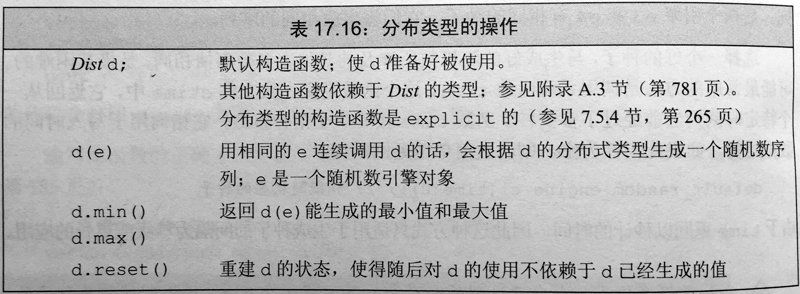 表 17.16：分布类型的操作
Dist d; 默认构造函数；使 d 准备好被使用。
其他构造函数依赖于 Dist 的类型；参见附录 A.3 节（第 781 页）。
分布类型的构造函数是 explicit 的（参见 7.5.4 节，第 265 页）
d(e) 用相同的 e 连续调用 d 的话，会根据 d 的分布式类型生成一个随机数序
列；e 是一个随机数引擎对象
d.min() 返回 d(e)能生成的最小值和最大值
d.max()
d.reset() 重建 d 的状态，使得随后对 d 的使用不依赖于 d 已经生成的值